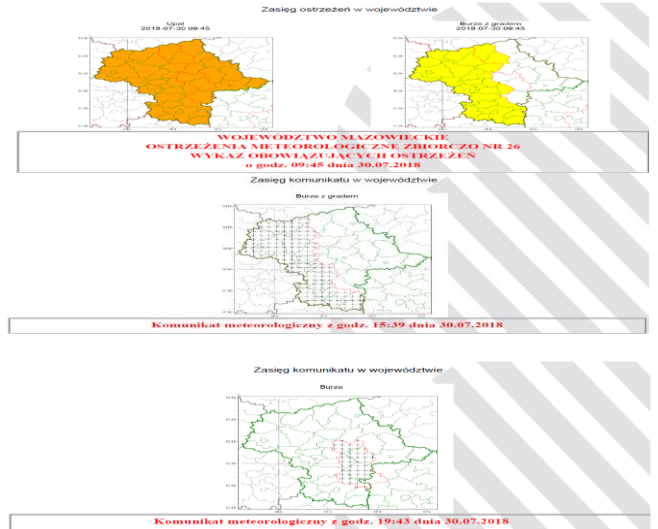 Zasięg ostrzeżeń w województwie
Upał
2018-07-30 09:45
Burze z gradem
2018-07-30 09:45
WOJEWÓDZTWO MAZOWIECKIE
OSTRZEŻENIA METEOROLOGICZNE ZBIORCZO NR 26
WYKAZ OBOWIĄZUJĄCYCH OSTRZEŻEŃ
o godz. 09:45 dnia 30.07.2018
Zasięg komunikatu w województwie
Burze z gradem
Komunikat meteorologiczny z godz. 15:39 dnia 30.07.2018
Zasięg komunikatu w województwie
Burze
Komunikat meteorologiczny z godz. 19:43 dnia 30.07.2018